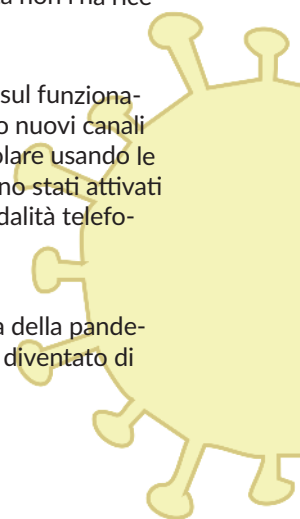 sul funziona-
o nuovi canali
olare usando le
no stati attivati
dalità telefo-
a della pande-
diventato di